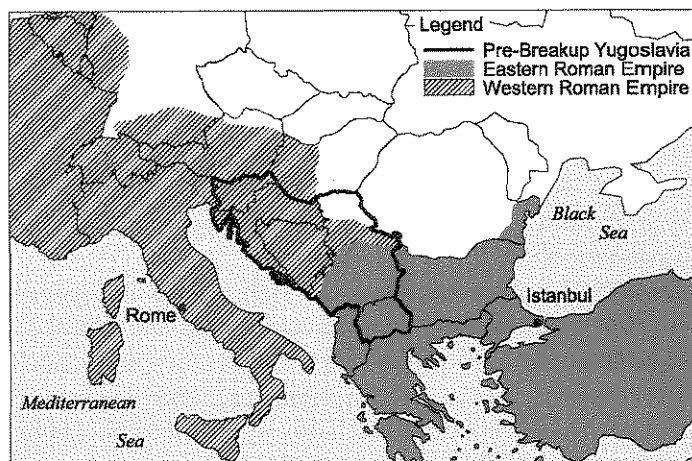 Legend
Pre-Breakup Yugoslavia
Eastern Roman Empire
Western Roman Empire
Black
Sea
Istanbul
Rome
Mediterranean
Sea